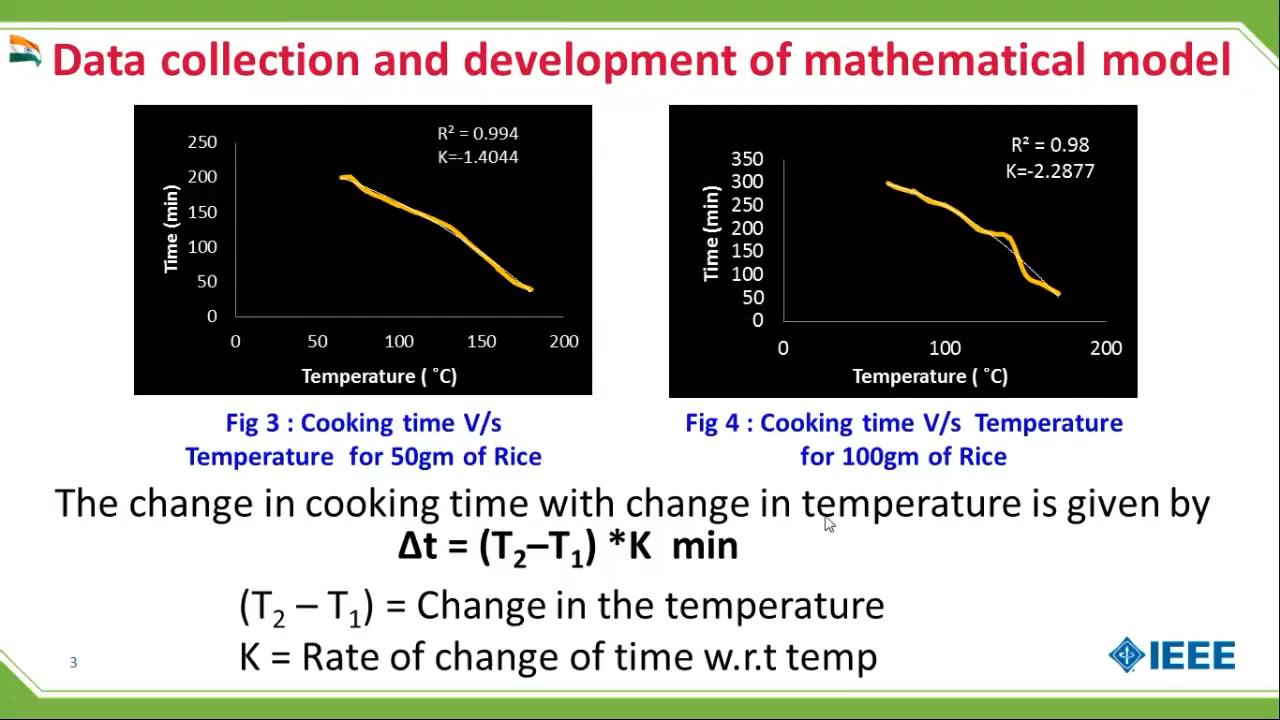 Data collection and development of mathematical model
R² = 0.994
K=-1.4044
250
200
150
100
50
0
Time (min)
0 50 100 150 200
Temperature ( ˚C)
R² = 0.98
K=-2.2877
350
300
250
200
150
100
50
0
Time (min)
0 100 200
Temperature ( ˚C)
Fig 3 : Cooking time V/s
Temperature for 50gm of Rice
Fig 4 : Cooking time V/s Temperature
for 100gm of Rice
The change in cooking time with change in temperature is given by
Δt = (T₂–T₁) *K min
(T₂ – T₁) = Change in the temperature
K = Rate of change of time w.r.t temp
3
IEEE